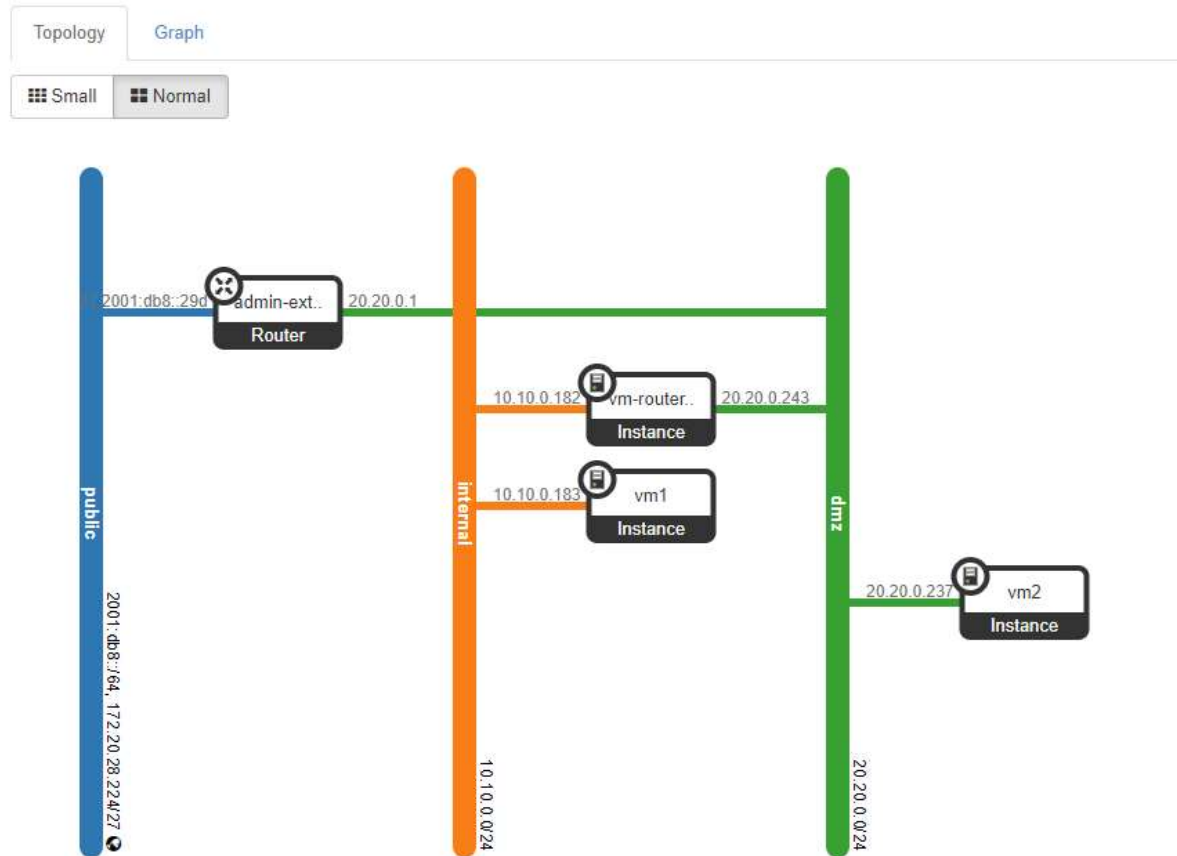 Topology
Graph
Small
Normal
2001:db8::29d
admin-ext..
20.20.0.1
Router
10.10.0.182
vm-router..
20.20.0.243
Instance
10.10.0.183
vm1
Instance
public
internal
dmz
20.20.0.237
vm2
Instance
2001:db8::/64, 172.20.28.224/27
10.10.0.0/24
20.20.0.0/24